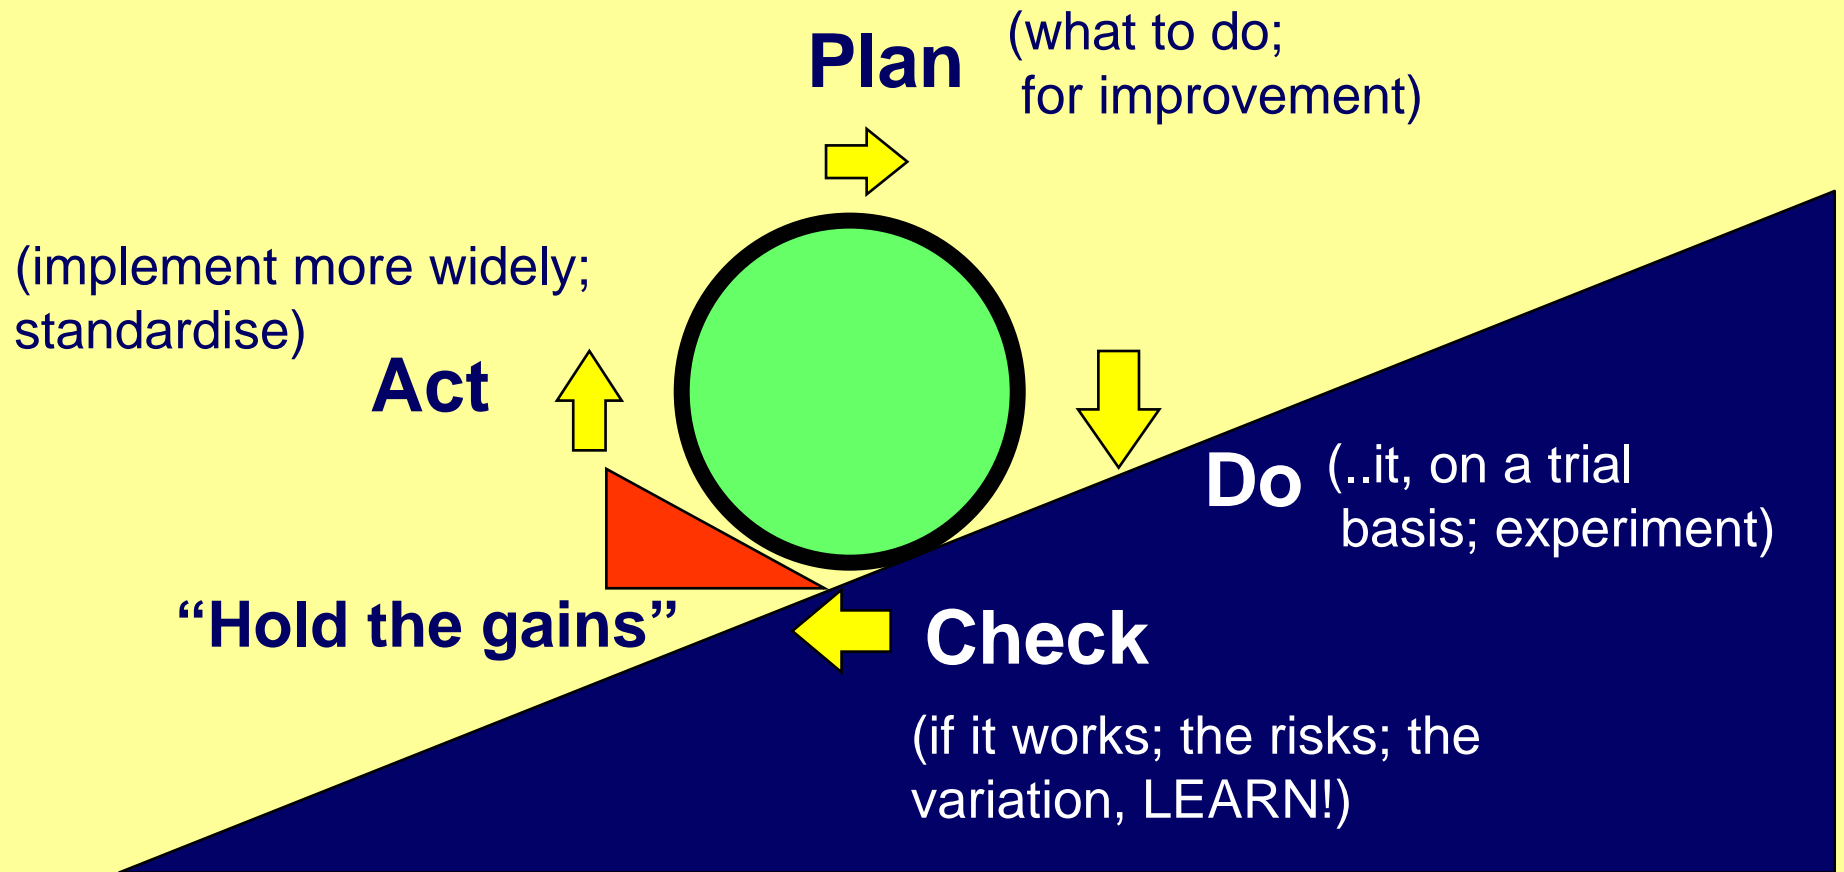 Plan
(what to do;
for improvement)
(implement more widely;
standardise)
Act
Do
(..it, on a trial
basis; experiment)
“Hold the gains”
Check
(if it works; the risks; the
variation, LEARN!)